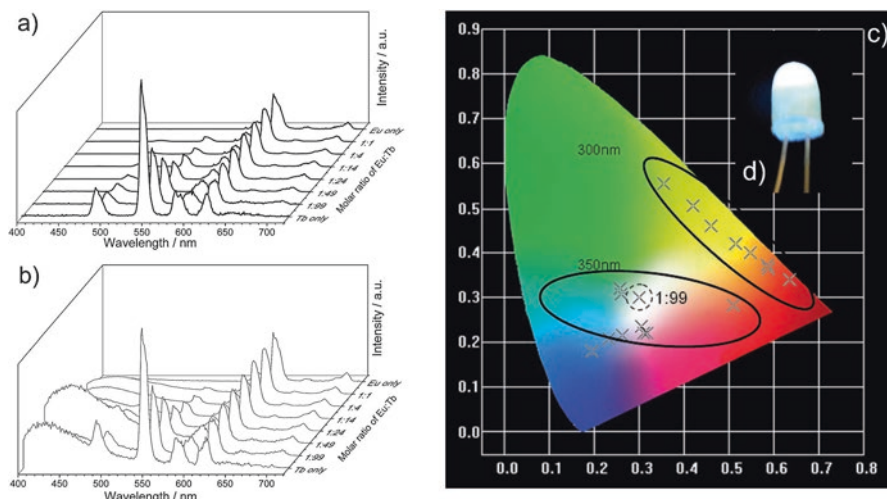 a)
Intensity / a.u.
Eu only
1:1
1:4
1:14
1:24
1:49
1:99
Tb only
Molar ratio of Eu:Tb
400 450 500 550 600 650 700
Wavelength / nm
b)
Intensity / a.u.
Eu only
1:1
1:4
1:14
1:24
1:49
1:99
Tb only
Molar ratio of Eu:Tb
400 450 500 550 600 650 700
Wavelength / nm
c)
0.9
0.8
0.7
0.6
0.5
0.4
0.3
0.2
0.1
0.0
0.0 0.1 0.2 0.3 0.4 0.5 0.6 0.7 0.8
300nm
d)
350nm
1:99